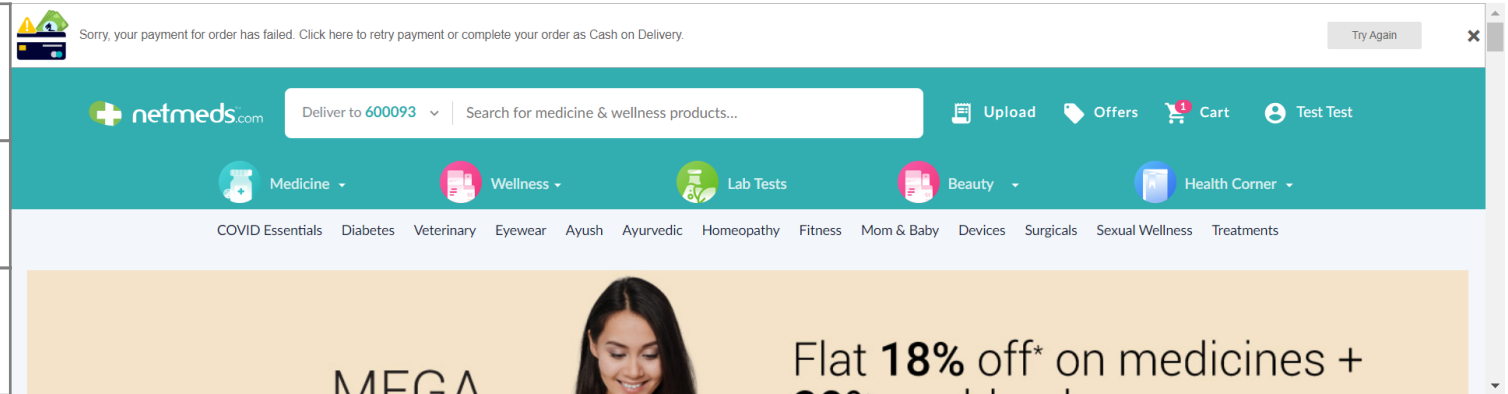 Sorry, your payment for order has failed. Click here to retry payment or complete your order as Cash on Delivery.
Try Again
netmeds.com
Deliver to 600093
Search for medicine & wellness products...
Upload
Offers
1
Cart
Test Test
Medicine
Wellness
Lab Tests
Beauty
Health Corner
COVID Essentials Diabetes Veterinary Eyewear Ayush Ayurvedic Homeopathy Fitness Mom & Baby Devices Surgicals Sexual Wellness Treatments
MEGA
Flat 18% off* on medicines +